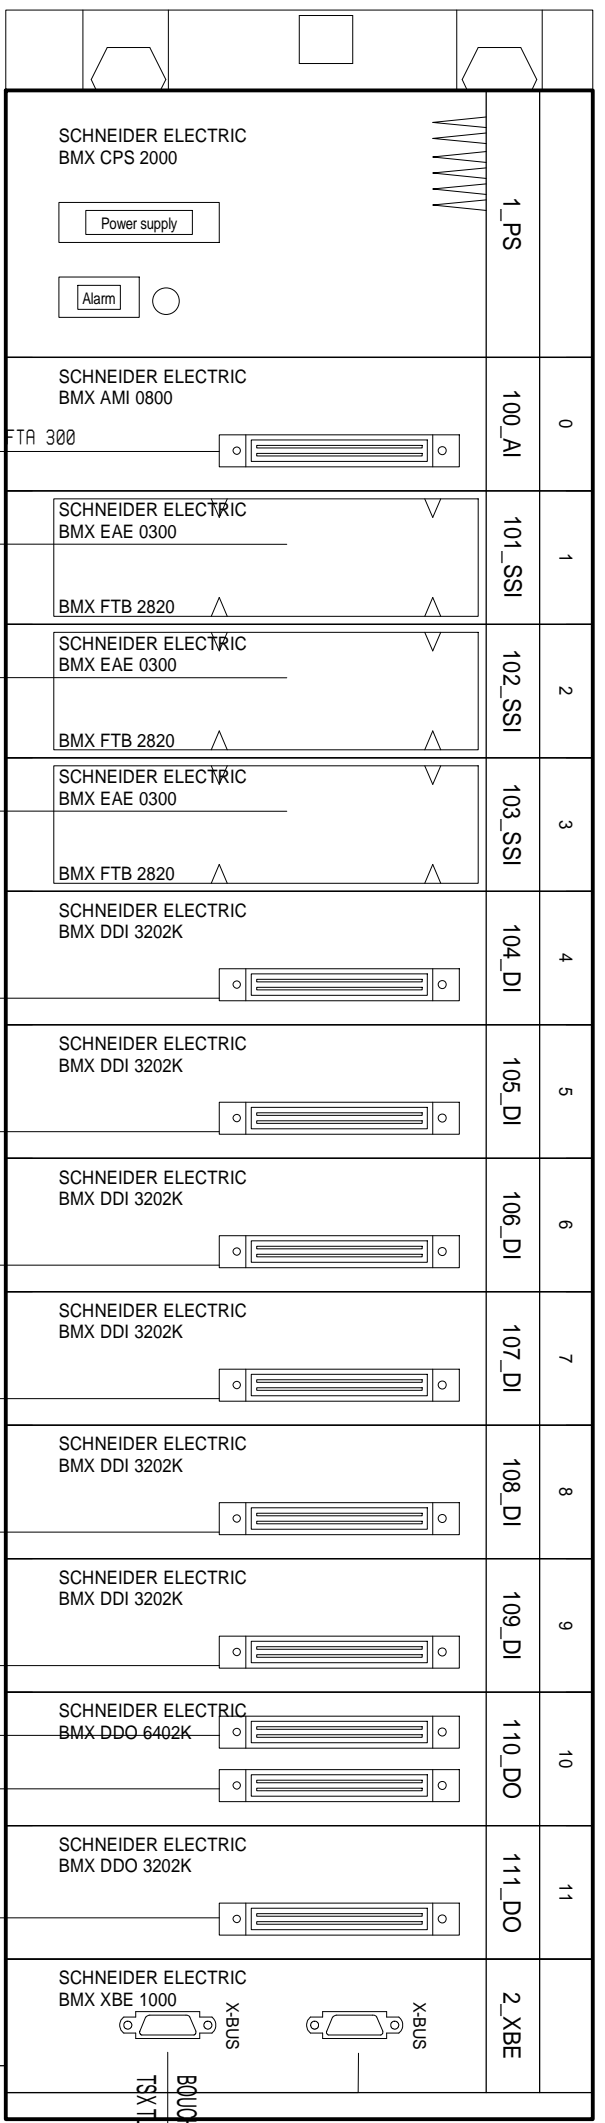 SCHNEIDER ELECTRIC
BMX CPS 2000
Power supply
Alarm
1_PS
SCHNEIDER ELECTRIC
BMX AMI 0800
FTA 300
100_AI
0
SCHNEIDER ELECTRIC
BMX EAE 0300
BMX FTB 2820
101_SSI
1
SCHNEIDER ELECTRIC
BMX EAE 0300
BMX FTB 2820
102_SSI
2
SCHNEIDER ELECTRIC
BMX EAE 0300
BMX FTB 2820
103_SSI
3
SCHNEIDER ELECTRIC
BMX DDI 3202K
104_DI
4
SCHNEIDER ELECTRIC
BMX DDI 3202K
105_DI
5
SCHNEIDER ELECTRIC
BMX DDI 3202K
106_DI
6
SCHNEIDER ELECTRIC
BMX DDI 3202K
107_DI
7
SCHNEIDER ELECTRIC
BMX DDI 3202K
108_DI
8
SCHNEIDER ELECTRIC
BMX DDI 3202K
109_DI
9
SCHNEIDER ELECTRIC
BMX DDO 6402K
110_DO
10
SCHNEIDER ELECTRIC
BMX DDO 3202K
111_DO
11
SCHNEIDER ELECTRIC
BMX XBE 1000
X-BUS
X-BUS
2_XBE
TSX